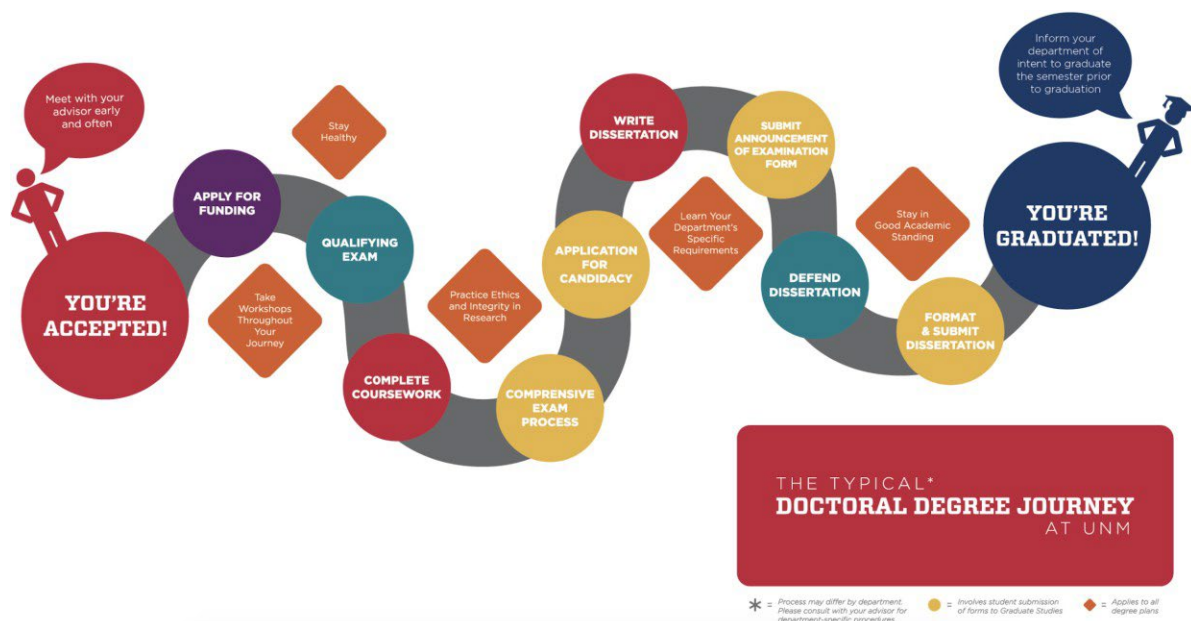 Meet with your
advisor early
and often
YOU'RE
ACCEPTED!
APPLY FOR
FUNDING
Take
Workshops
Throughout
Your
Journey
Stay
Healthy
QUALIFYING
EXAM
COMPLETE
COURSEWORK
Practice Ethics
and Integrity in
Research
COMPRENSIVE
EXAM
PROCESS
APPLICATION
FOR
CANDIDACY
WRITE
DISSERTATION
Learn Your
Department's
Specific
Requirements
SUBMIT
ANNOUNCEMENT
OF EXAMINATION
FORM
DEFEND
DISSERTATION
Stay in
Good Academic
Standing
FORMAT
& SUBMIT
DISSERTATION
YOU'RE
GRADUATED!
Inform your
department of
intent to graduate
the semester prior
to graduation
THE TYPICAL*
DOCTORAL DEGREE JOURNEY
AT UNM
* = Process may differ by department.
Please consult with your advisor for
department-specific procedures
= Involves student submission
of forms to Graduate Studies
= Applies to all
degree plans